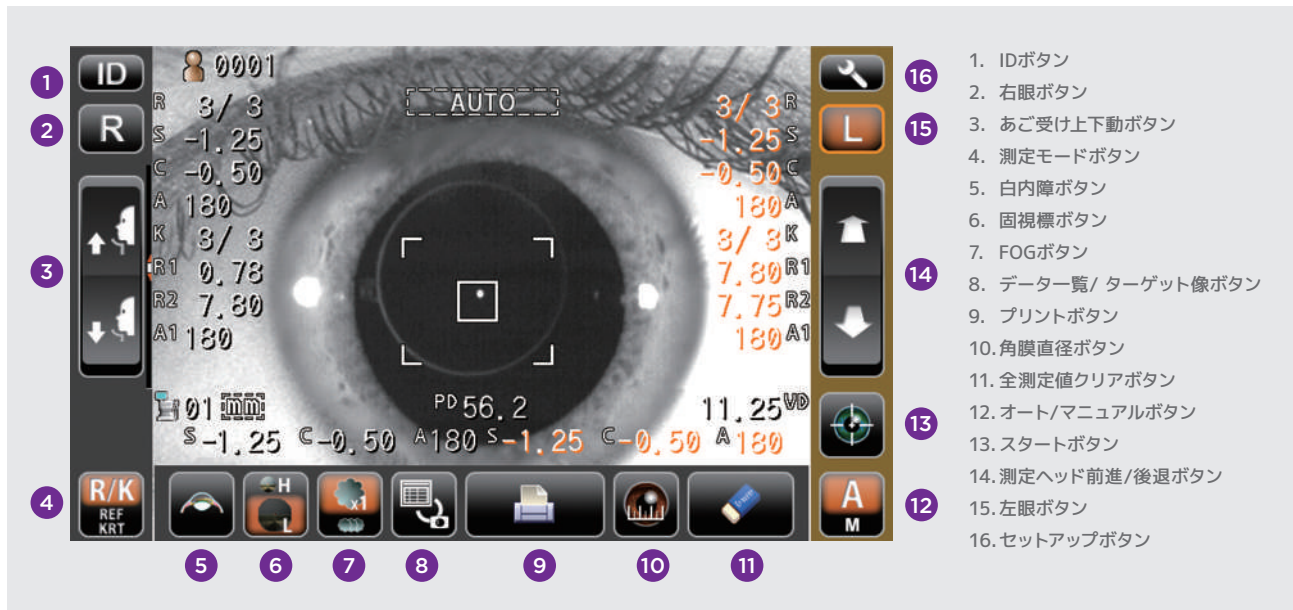 ID
0001
AUTO
R
R 3/ 3
S -1.25
C -0.50
A 180
K 3/ 3
R1 0.78
R2 7.80
A1 180
3/ 3 R
-1.25 S
-0.50 C
180 A
3/ 3 K
7.80 R1
7.75 R2
180 A1
L
01 mm
PD 56.2
11.25 VD
S -1.25 C -0.50 A 180 S -1.25 C -0.50 A 180
R/K
REF
KRT
H
L
x1
A
M
1
2
3
4
5
6
7
8
9
10
11
12
13
14
15
16
1. IDボタン
2. 右眼ボタン
3. あご受け上下動ボタン
4. 測定モードボタン
5. 白内障ボタン
6. 固視標ボタン
7. FOGボタン
8. データ一覧/ ターゲット像ボタン
9. プリントボタン
10. 角膜直径ボタン
11. 全測定値クリアボタン
12. オート/マニュアルボタン
13. スタートボタン
14. 測定ヘッド前進/後退ボタン
15. 左眼ボタン
16. セットアップボタン